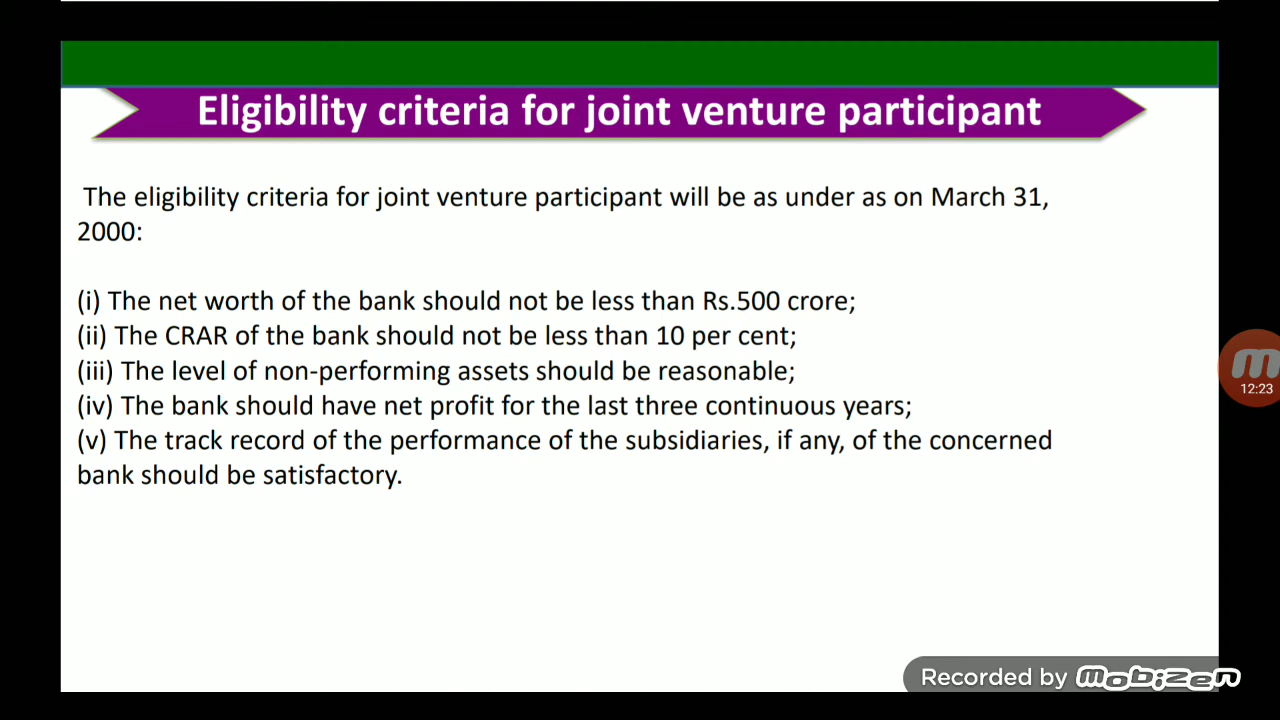 Eligibility criteria for joint venture participant
The eligibility criteria for joint venture participant will be as under as on March 31,
2000:
(i) The net worth of the bank should not be less than Rs.500 crore;
(ii) The CRAR of the bank should not be less than 10 per cent;
(iii) The level of non-performing assets should be reasonable;
(iv) The bank should have net profit for the last three continuous years;
(v) The track record of the performance of the subsidiaries, if any, of the concerned
bank should be satisfactory.
m
12:23
Recorded by mobizen